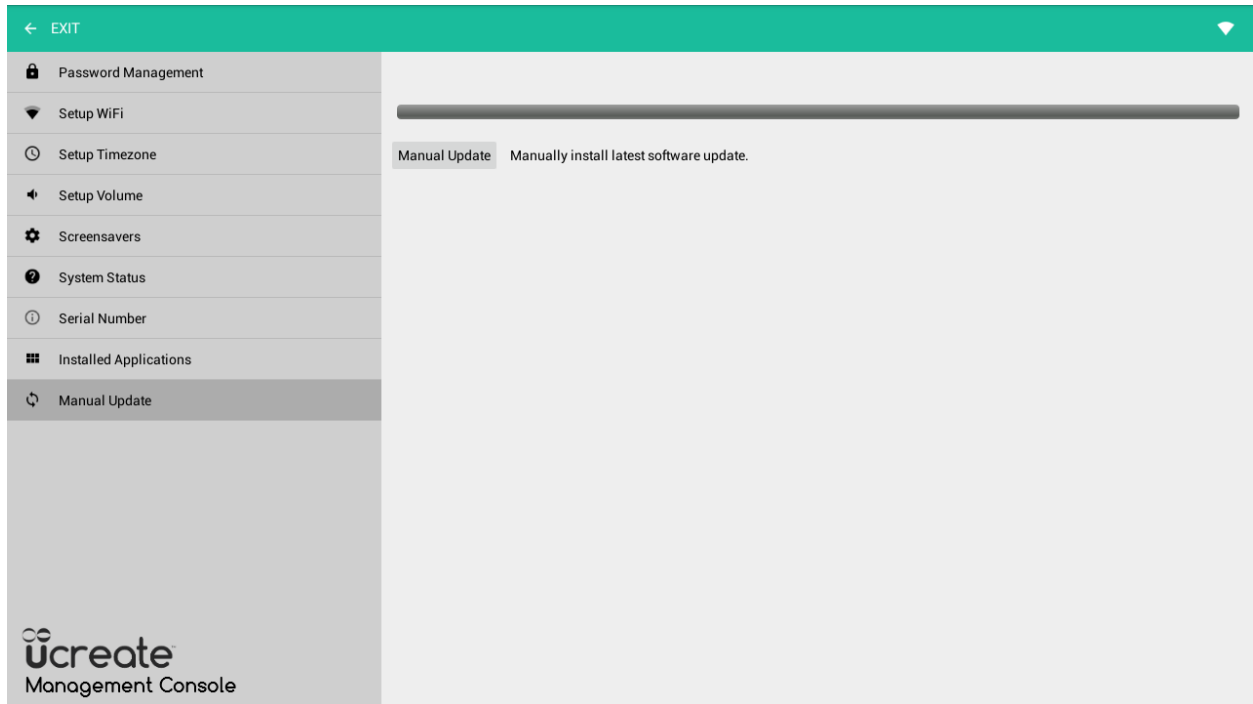 EXIT
Password Management
Setup WiFi
Setup Timezone
Setup Volume
Screensavers
System Status
Serial Number
Installed Applications
Manual Update
Manual Update Manually install latest software update.
ücreate
Management Console